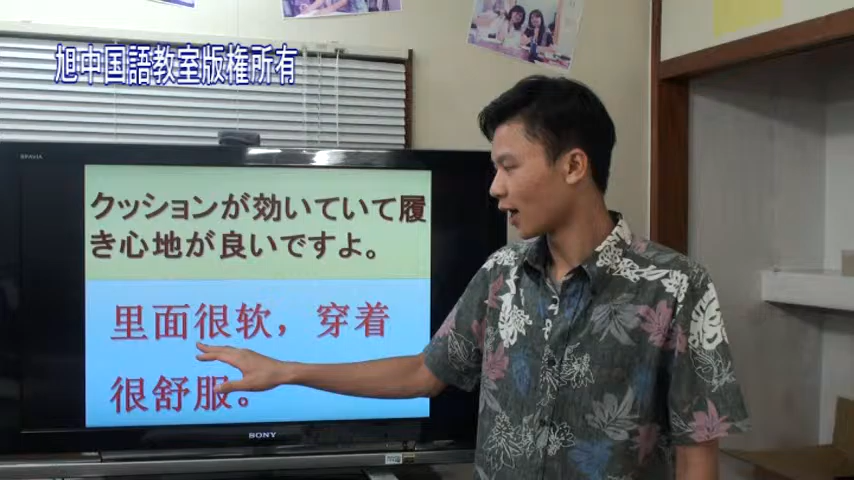 旭中国語教室版権所有
BRAVIA
クッションが効いていて履
き心地が良いですよ。
里面很软，穿着
很舒服。
SONY